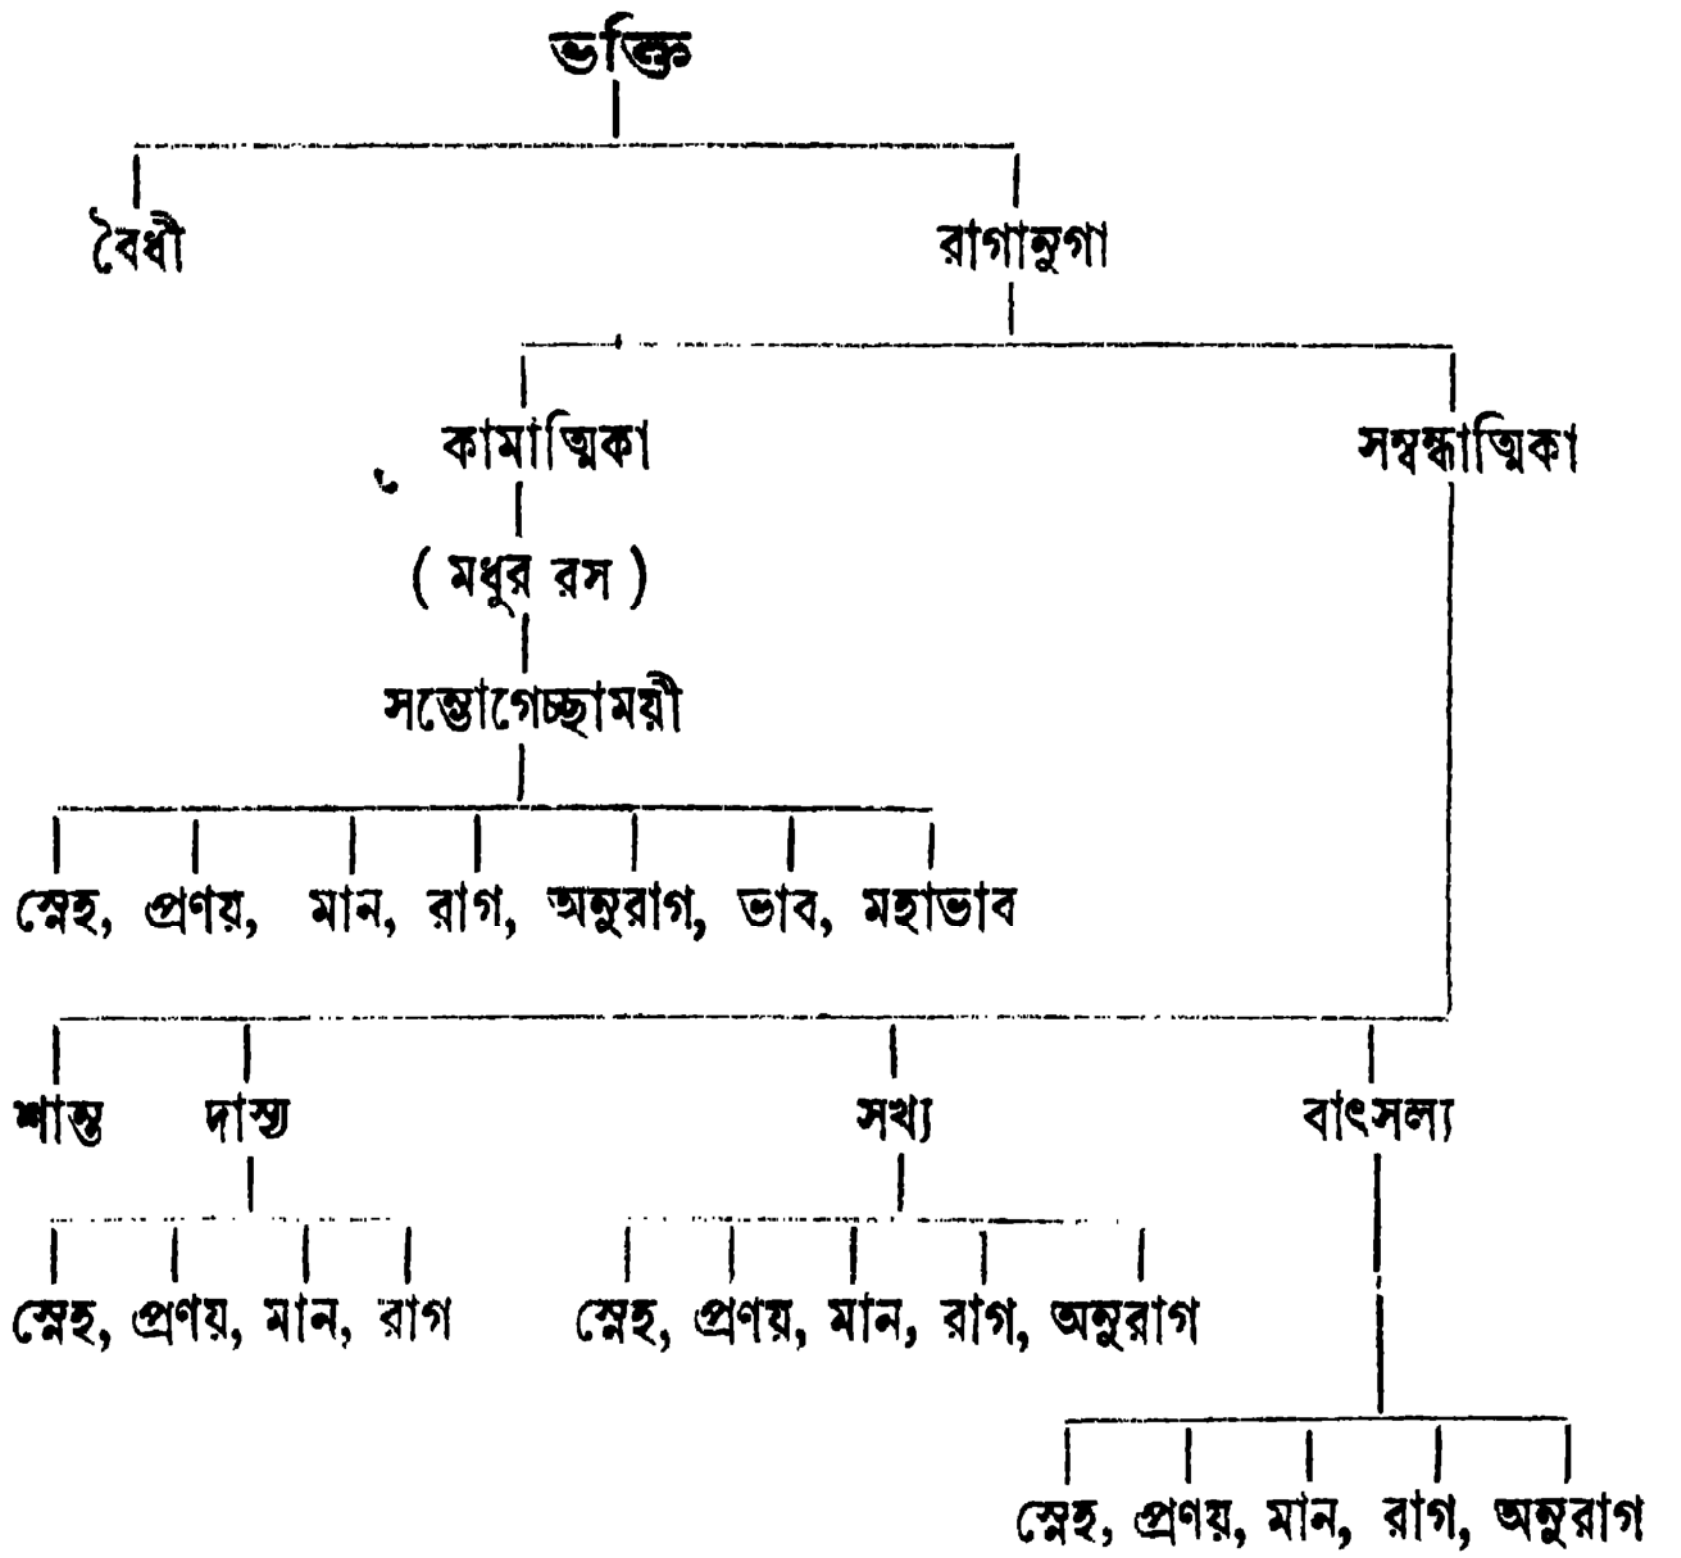 ভক্তি
বৈধী রাগানুগা
কামাত্মিকা সম্বন্ধাত্মিকা
( মধুর রস )
সম্ভোগেচ্ছাময়ী
স্নেহ, প্রণয়, মান, রাগ, অনুরাগ, ভাব, মহাভাব
শান্ত দাস্য সখ্য বাৎসল্য
স্নেহ, প্রণয়, মান, রাগ স্নেহ, প্রণয়, মান, রাগ, অনুরাগ
স্নেহ, প্রণয়, মান, রাগ, অনুরাগ